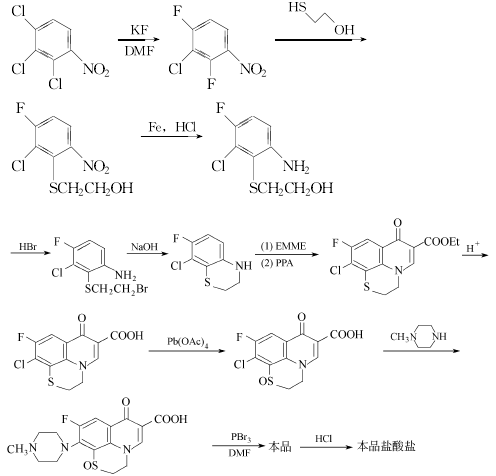 Cl
Cl
Cl
NO₂
KF
DMF
F
Cl
F
NO₂
HS
OH
F
Cl
NO₂
SCH₂CH₂OH
Fe，HCl
F
Cl
NH₂
SCH₂CH₂OH
HBr
F
Cl
NH₂
SCH₂CH₂Br
NaOH
F
Cl
NH
S
(1) EMME
(2) PPA
O
F
COOEt
Cl
N
S
H⁺
O
F
COOH
Cl
N
S
Pb(OAc)₄
O
F
COOH
Cl
N
OS
CH₃N
NH
O
F
COOH
N
N
CH₃N
OS
PBr₃
DMF
本品
HCl
本品盐酸盐